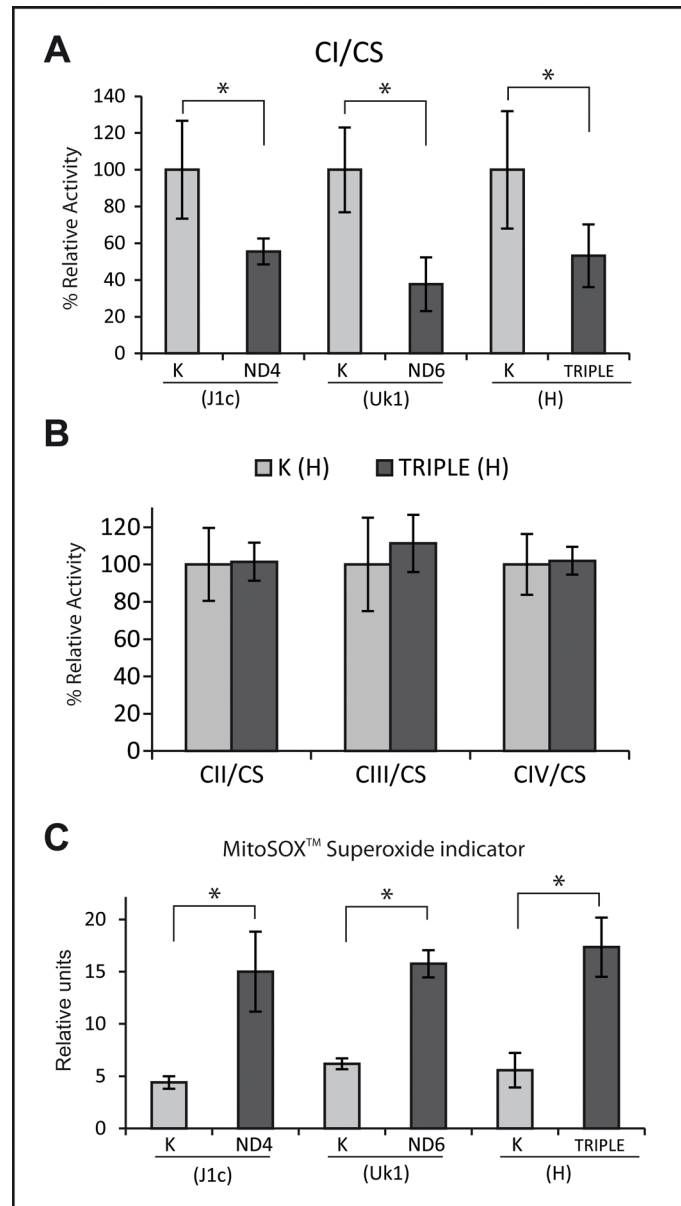 A
CI/CS
* * *
140
120
100
80
60
40
20
0
% Relative Activity
K ND4 K ND6 K TRIPLE
(J1c) (Uk1) (H)
B
K (H) TRIPLE (H)
120
100
80
60
40
20
0
% Relative Activity
CII/CS CIII/CS CIV/CS
C
MitoSOX™ Superoxide indicator
* * *
20
15
10
5
0
Relative units
K ND4 K ND6 K TRIPLE
(J1c) (Uk1) (H)